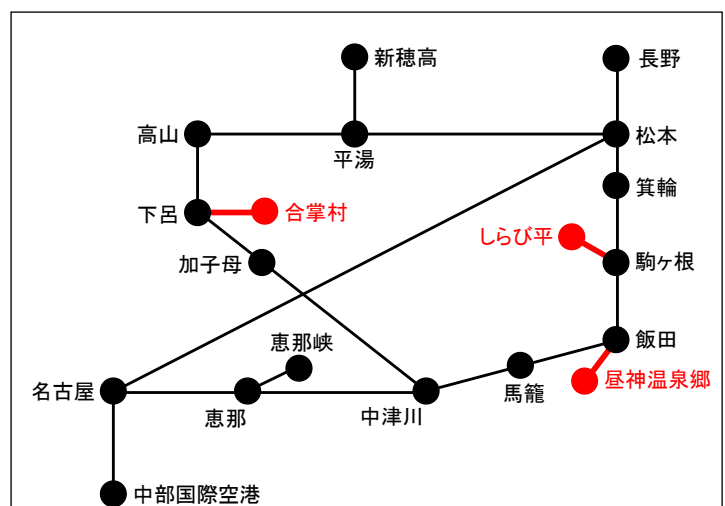 新穂高
長野
高山
平湯
松本
箕輪
下呂
合掌村
しらび平
加子母
駒ヶ根
恵那峡
飯田
名古屋
恵那
中津川
馬籠
昼神温泉郷
中部国際空港